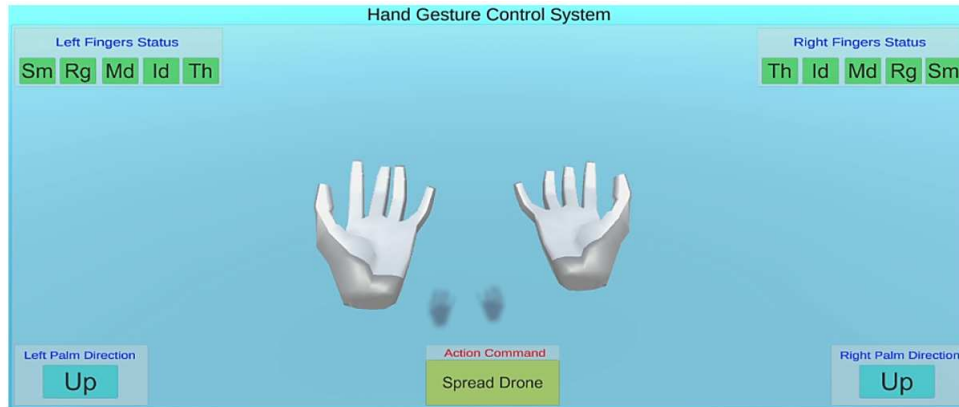 Hand Gesture Control System
Left Fingers Status
Sm Rg Md Id Th
Right Fingers Status
Th Id Md Rg Sm
Left Palm Direction
Up
Action Command
Spread Drone
Right Palm Direction
Up